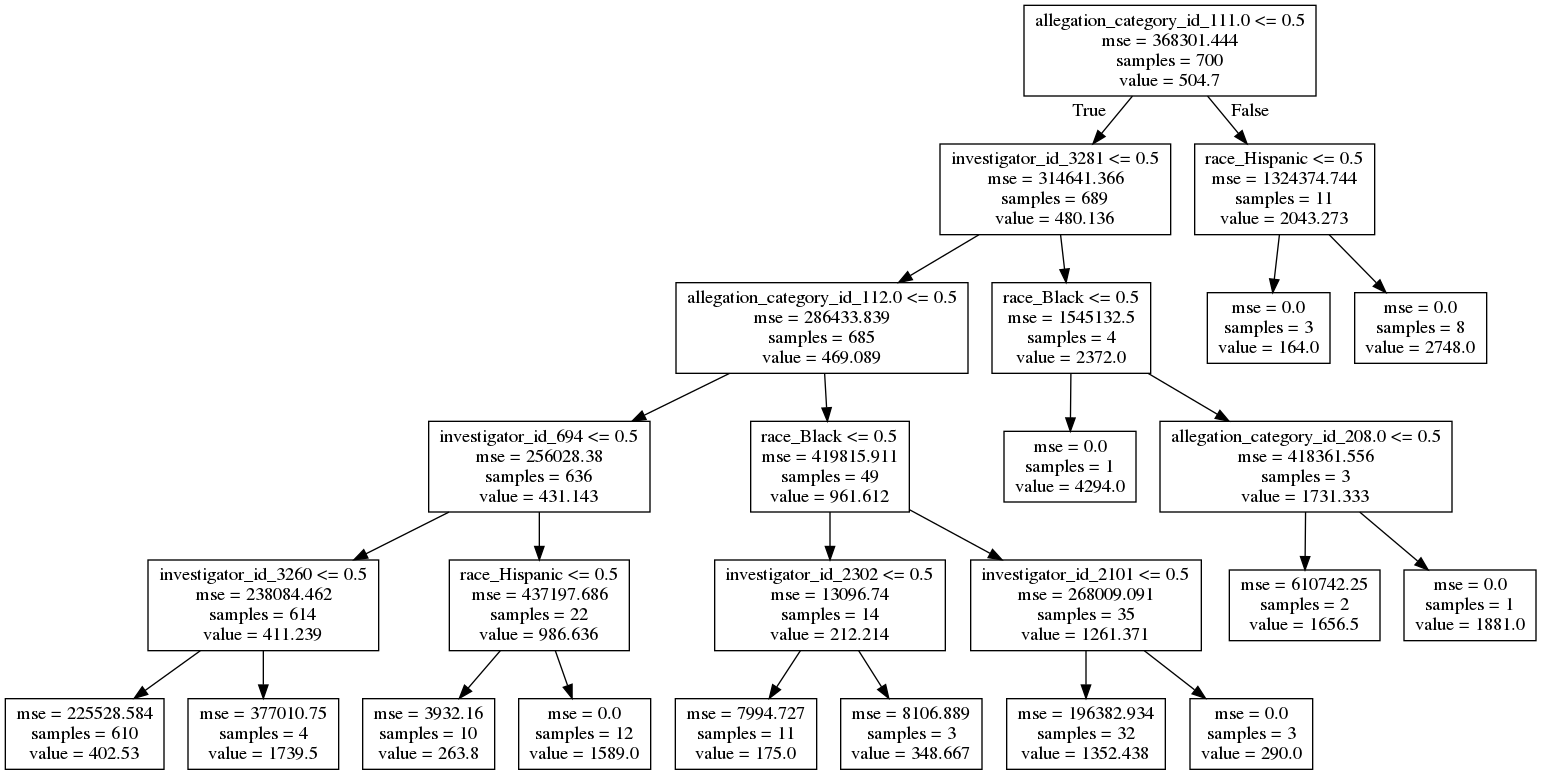 allegation_category_id_111.0 <= 0.5
mse = 368301.444
samples = 700
value = 504.7
True
False
investigator_id_3281 <= 0.5
mse = 314641.366
samples = 689
value = 480.136
race_Hispanic <= 0.5
mse = 1324374.744
samples = 11
value = 2043.273
allegation_category_id_112.0 <= 0.5
mse = 286433.839
samples = 685
value = 469.089
race_Black <= 0.5
mse = 1545132.5
samples = 4
value = 2372.0
mse = 0.0
samples = 3
value = 164.0
mse = 0.0
samples = 8
value = 2748.0
investigator_id_694 <= 0.5
mse = 256028.38
samples = 636
value = 431.143
race_Black <= 0.5
mse = 419815.911
samples = 49
value = 961.612
mse = 0.0
samples = 1
value = 4294.0
allegation_category_id_208.0 <= 0.5
mse = 418361.556
samples = 3
value = 1731.333
investigator_id_3260 <= 0.5
mse = 238084.462
samples = 614
value = 411.239
race_Hispanic <= 0.5
mse = 437197.686
samples = 22
value = 986.636
investigator_id_2302 <= 0.5
mse = 13096.74
samples = 14
value = 212.214
investigator_id_2101 <= 0.5
mse = 268009.091
samples = 35
value = 1261.371
mse = 610742.25
samples = 2
value = 1656.5
mse = 0.0
samples = 1
value = 1881.0
mse = 225528.584
samples = 610
value = 402.53
mse = 377010.75
samples = 4
value = 1739.5
mse = 3932.16
samples = 10
value = 263.8
mse = 0.0
samples = 12
value = 1589.0
mse = 7994.727
samples = 11
value = 175.0
mse = 8106.889
samples = 3
value = 348.667
mse = 196382.934
samples = 32
value = 1352.438
mse = 0.0
samples = 3
value = 290.0